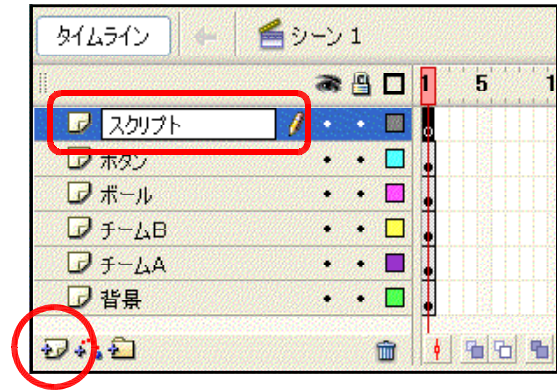 タイムライン シーン 1
1 5 1
スクリプト
ボタン
ボール
チームB
チームA
背景